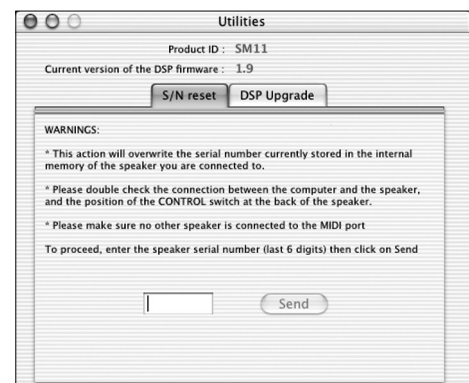 Utilities
Product ID : SM11
Current version of the DSP firmware : 1.9
S/N reset DSP Upgrade
WARNINGS:
* This action will overwrite the serial number currently stored in the internal
memory of the speaker you are connected to.
* Please double check the connection between the computer and the speaker,
and the position of the CONTROL switch at the back of the speaker.
* Please make sure no other speaker is connected to the MIDI port
To proceed, enter the speaker serial number (last 6 digits) then click on Send
Send